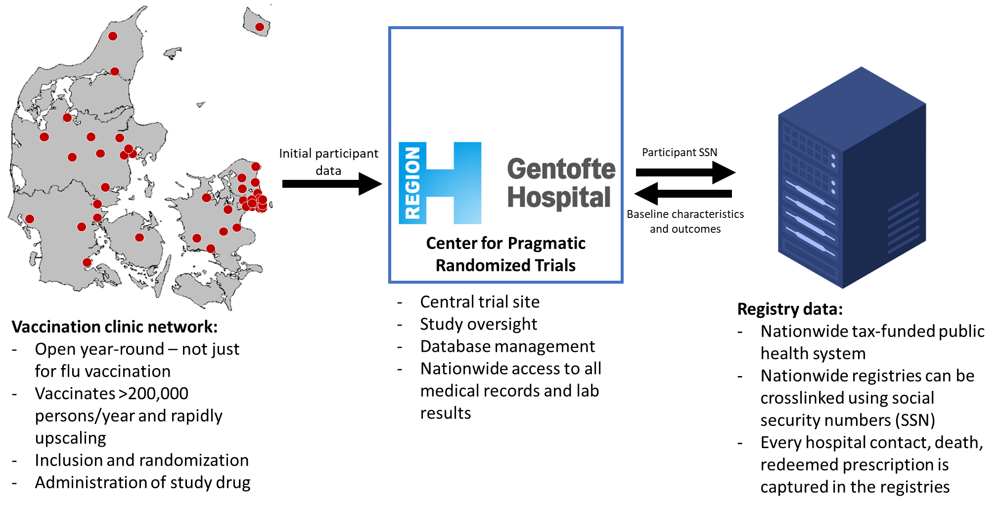 Initial participant
data
REGION
H
Gentofte
Hospital
Center for Pragmatic
Randomized Trials
Participant SSN
Baseline characteristics
and outcomes
Vaccination clinic network:
- Open year-round – not just
for flu vaccination
- Vaccinates >200,000
persons/year and rapidly
upscaling
- Inclusion and randomization
- Administration of study drug
- Central trial site
- Study oversight
- Database management
- Nationwide access to all
medical records and lab
results
Registry data:
- Nationwide tax-funded public
health system
- Nationwide registries can be
crosslinked using social
security numbers (SSN)
- Every hospital contact, death,
redeemed prescription is
captured in the registries